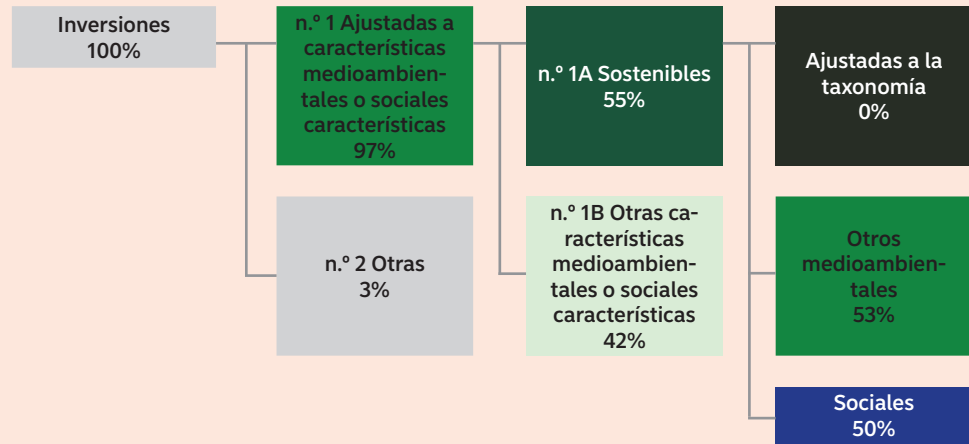 Inversiones
100%
n.º 1 Ajustadas a
características
medioambien-
tales o sociales
características
97%
n.º 2 Otras
3%
n.º 1A Sostenibles
55%
n.º 1B Otras ca-
racterísticas
medioambien-
tales o sociales
características
42%
Ajustadas a la
taxonomía
0%
Otros
medioambien-
tales
53%
Sociales
50%